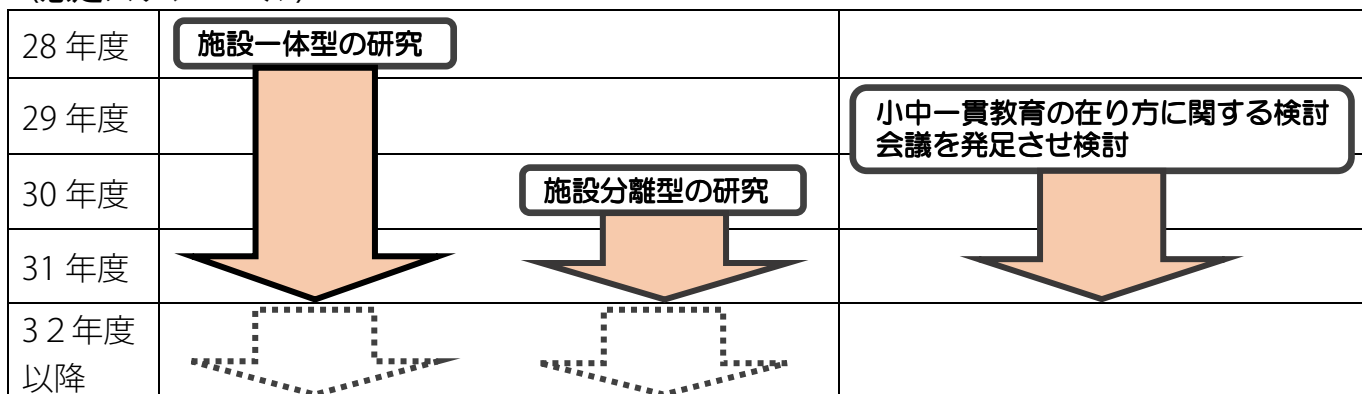 28 年度
施設一体型の研究
29 年度
小中一貫教育の在り方に関する検討
会議を発足させ検討
30 年度
施設分離型の研究
31 年度
３２年度
以降